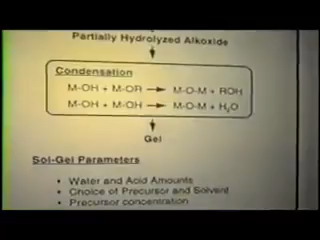 Partially Hydrolyzed Alkoxide
Condensation
M-OH + M-OR → M-O-M + ROH
M-OH + M-OH → M-O-M + H₂O
Gel
Sol-Gel Parameters
• Water and Acid Amounts
• Choice of Precursor and Solvent
• Precursor concentration